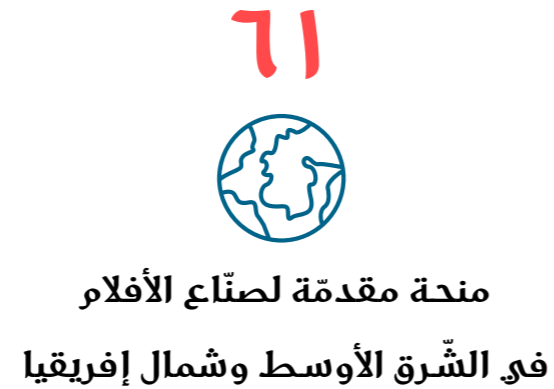 ٦١
منحة مقدمّة لصنّاع الأفلام
في الشّرق الأوسط وشمال إفريقيا